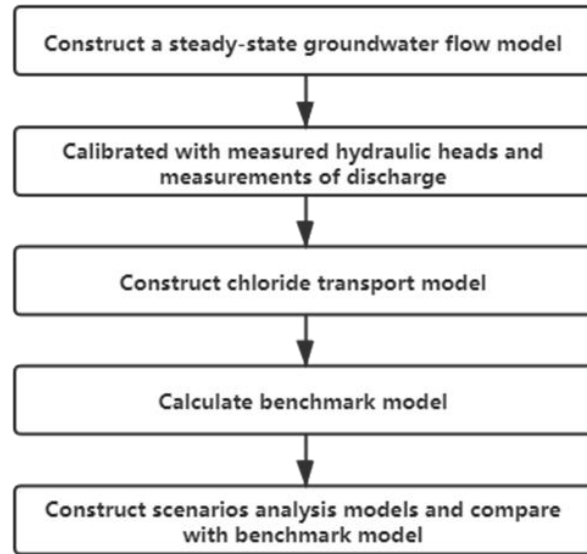 Construct a steady-state groundwater flow model
Calibrated with measured hydraulic heads and
measurements of discharge
Construct chloride transport model
Calculate benchmark model
Construct scenarios analysis models and compare
with benchmark model